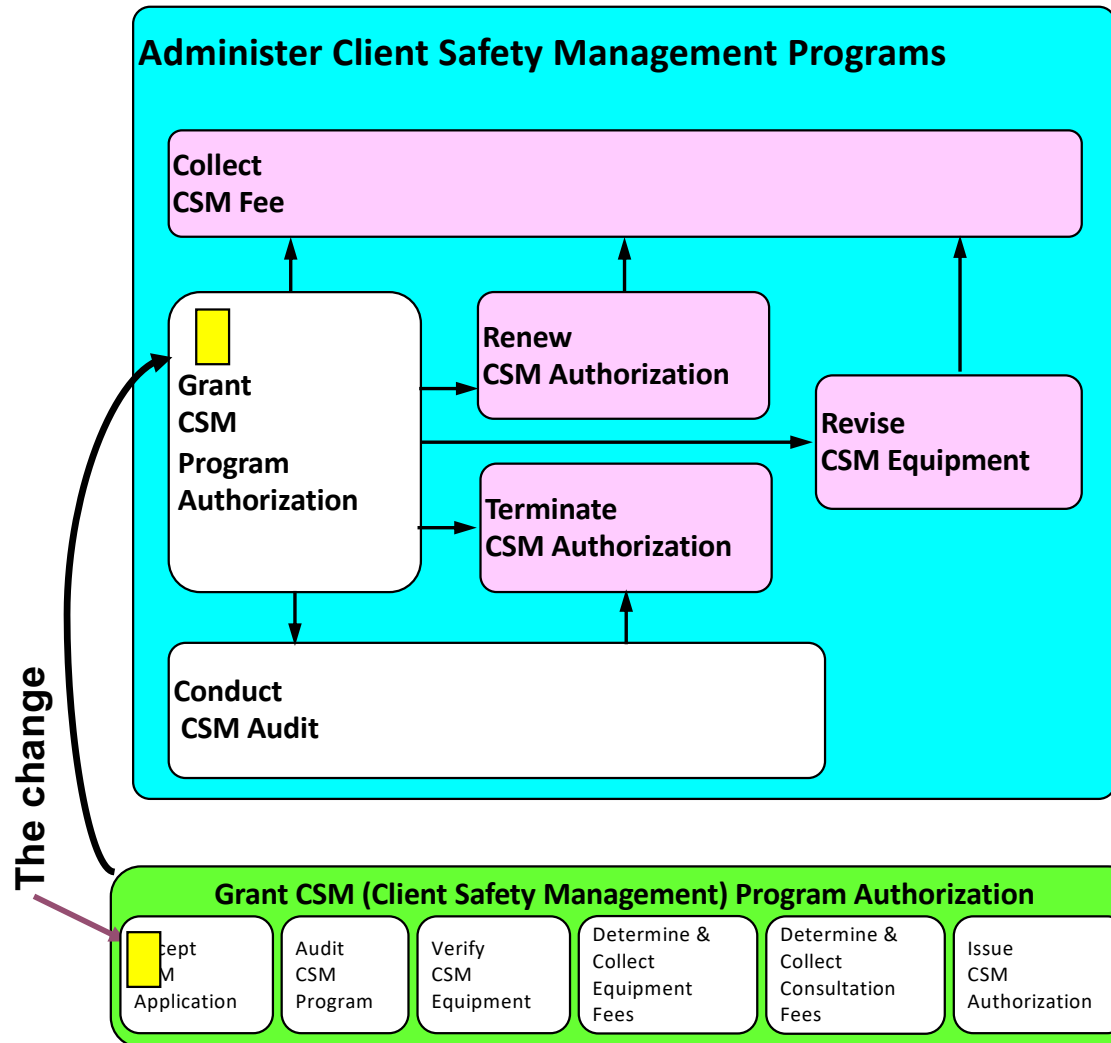 Administer Client Safety Management Programs
Collect
CSM Fee
Grant
CSM
Program
Authorization
Renew
CSM Authorization
Revise
CSM Equipment
Terminate
CSM Authorization
Conduct
CSM Audit
The change
Grant CSM (Client Safety Management) Program Authorization
Application
Audit
CSM
Program
Verify
CSM
Equipment
Determine &
Collect
Equipment
Fees
Determine &
Collect
Consultation
Fees
Issue
CSM
Authorization